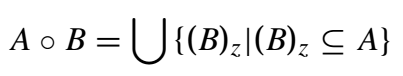 A ∘ B = ⋃ {(B)_z|(B)_z ⊆ A}